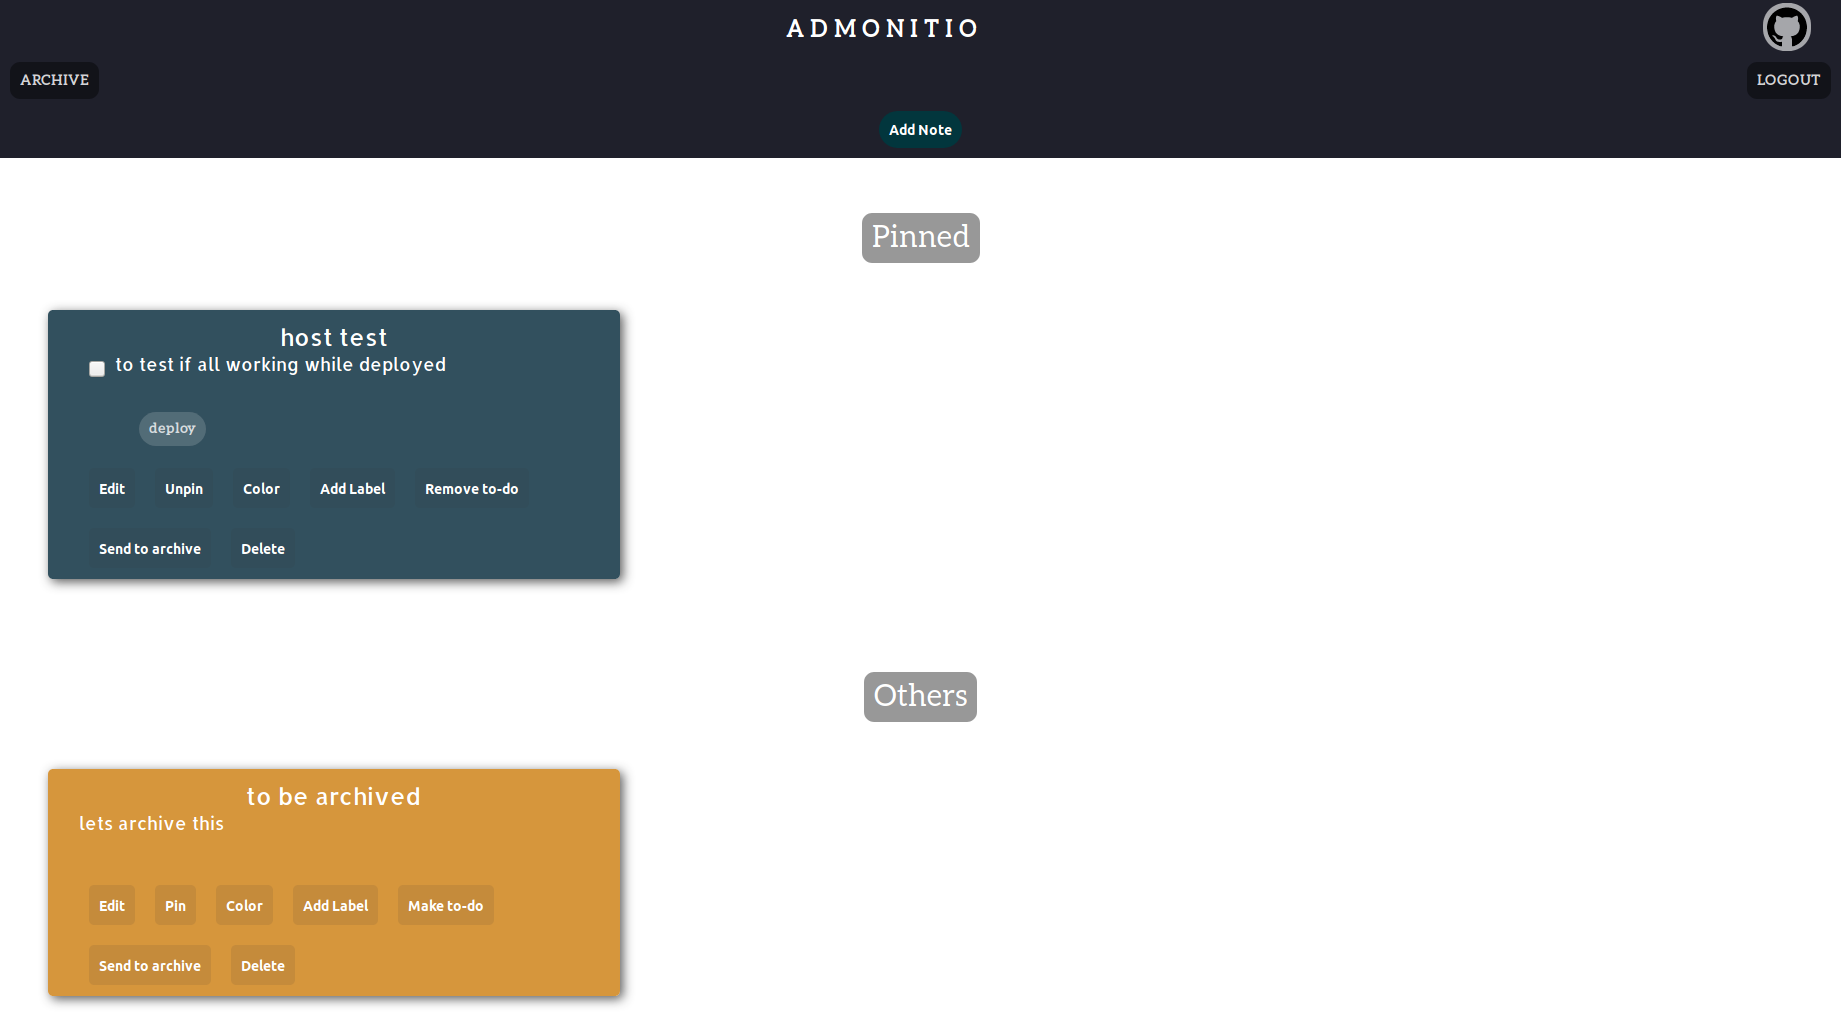 ADMONITIO
ARCHIVE
LOGOUT
Add Note
Pinned
host test
to test if all working while deployed
deploy
Edit Unpin Color Add Label Remove to-do
Send to archive Delete
Others
to be archived
lets archive this
Edit Pin Color Add Label Make to-do
Send to archive Delete